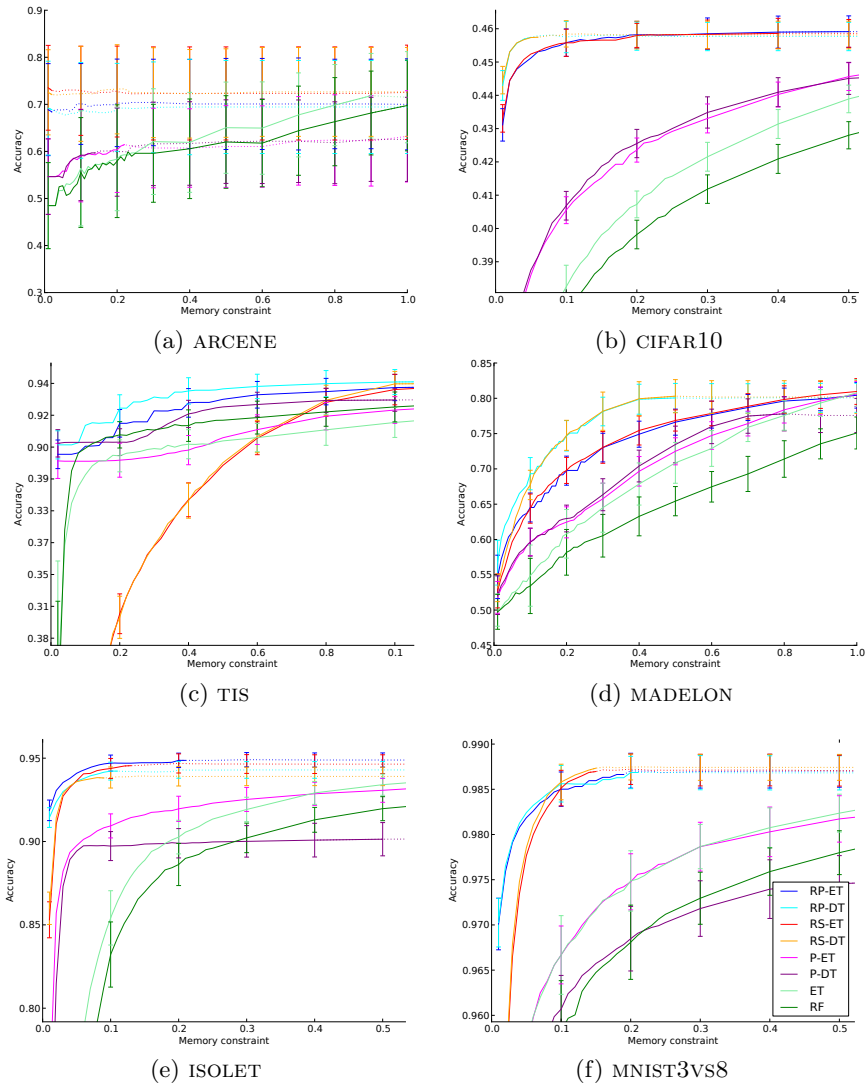 0.9
0.8
0.7
0.6
0.5
0.4
0.3
Accuracy
0.0 0.2 0.4 0.6 0.8 1.0
Memory constraint
(a) ARCENE
0.46
0.45
0.44
0.43
0.42
0.41
0.40
0.39
Accuracy
0.0 0.1 0.2 0.3 0.4 0.5
Memory constraint
(b) CIFAR10
0.94
0.92
0.90
0.39
0.33
0.37
0.35
0.31
0.38
Accuracy
0.0 0.2 0.4 0.6 0.8 0.1
Memory constraint
(c) TIS
0.85
0.80
0.75
0.70
0.65
0.60
0.55
0.50
0.45
Accuracy
0.0 0.1 0.2 0.3 0.4 0.5 0.6 0.7 0.8 1.0
Memory constraint
(d) MADELON
0.95
0.90
0.85
0.80
Accuracy
0.0 0.1 0.2 0.3 0.4 0.5
Memory constraint
(e) ISOLET
0.990
0.985
0.980
0.975
0.970
0.965
0.960
Accuracy
0.0 0.1 0.2 0.3 0.4 0.5
Memory constraint
RP-ET
RP-DT
RS-ET
RS-DT
P-ET
P-DT
ET
RF
(f) MNIST3VS8